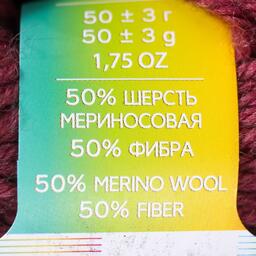 50 ± 3 г
50 ± 3 g
1,75 OZ
50% ШЕРСТЬ
МЕРИНОСОВАЯ
50% ФИБРА
50% MERINO WOOL
50% FIBER